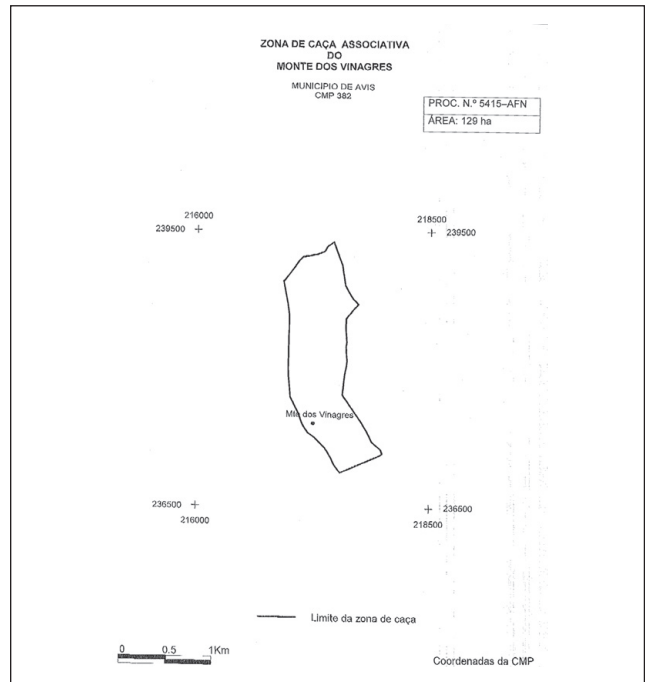 ZONA DE CAÇA ASSOCIATIVA
DO
MONTE DOS VINAGRES
MUNICIPIO DE AVIS
CMP 382
PROC. N.º 5415–AFN
ÁREA: 129 ha
216000
239500
218500
239500
Mte dos Vinagres
236500
216000
236500
218500
Limite da zona de caça
0 0.5 1Km
Coordenadas da CMP